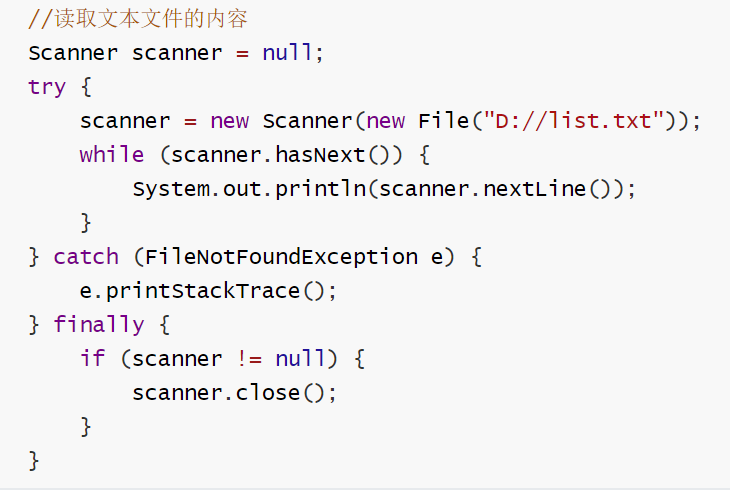 //读取文本文件的内容
Scanner scanner = null;
try {
    scanner = new Scanner(new File("D://list.txt"));
    while (scanner.hasNext()) {
        System.out.println(scanner.nextLine());
    }
} catch (FileNotFoundException e) {
    e.printStackTrace();
} finally {
    if (scanner != null) {
        scanner.close();
    }
}